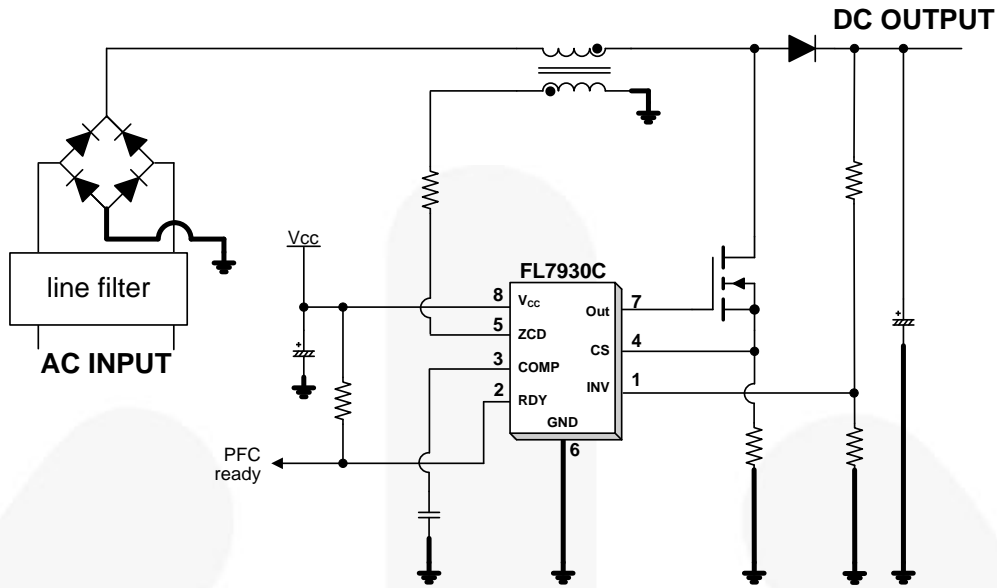 DC OUTPUT
line filter
AC INPUT
Vcc
FL7930C
8
VCC
5
ZCD
3
COMP
2
RDY
GND
6
Out
7
CS
4
INV
1
PFC
ready
+
+